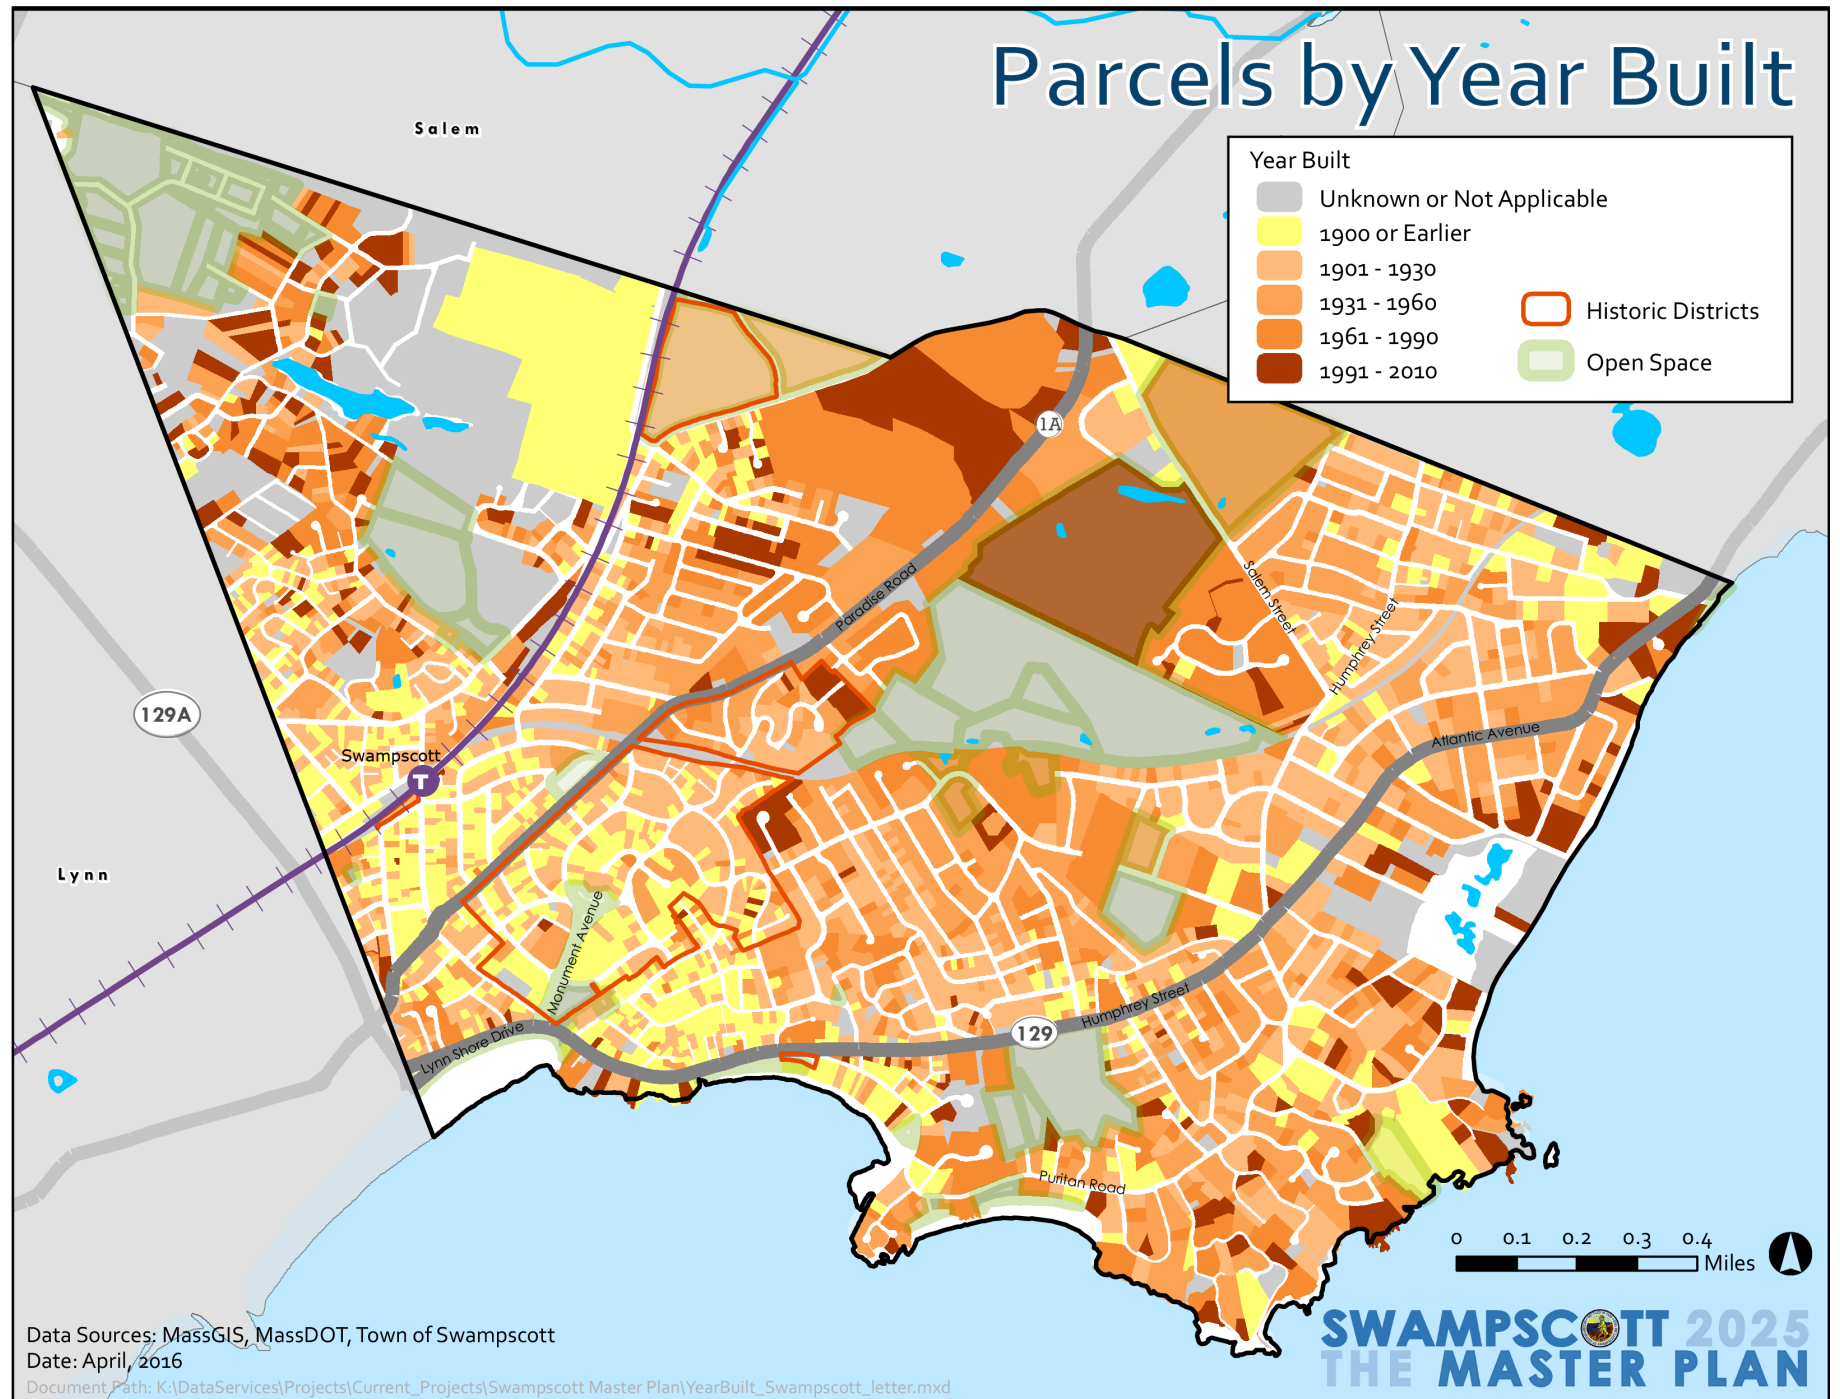 Parcels by Year Built
Salem
Year Built
Unknown or Not Applicable
1900 or Earlier
1901 - 1930
1931 - 1960
1961 - 1990
1991 - 2010
Historic Districts
Open Space
1A
Paradise Road
Salem Street
Humphrey Street
129A
Atlantic Avenue
Swampscott
T
Lynn
Monument Avenue
Humphrey Street
129
Lynn Shore Drive
Puritan Road
0 0.1 0.2 0.3 0.4
Miles
SWAMPSCOTT 2025
THE MASTER PLAN
Data Sources: MassGIS, MassDOT, Town of Swampscott
Date: April, 2016
Document Path: K:\DataServices\Projects\Current_Projects\Swampscott Master Plan\YearBuilt_Swampscott_letter.mxd